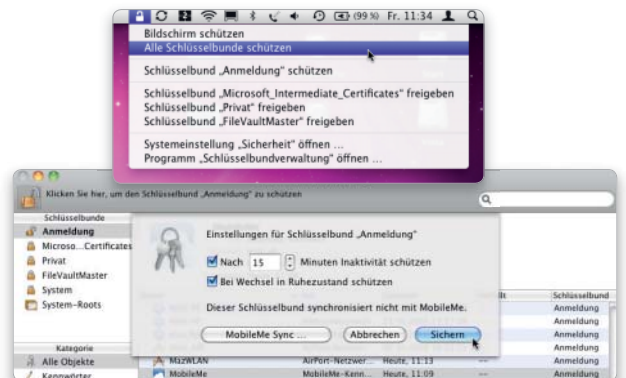 (99 %) Fr. 11:34
Bildschirm schützen
Alle Schlüsselbunde schützen
Schlüsselbund „Anmeldung" schützen
Schlüsselbund „Microsoft_Intermediate_Certificates" freigeben
Schlüsselbund „Privat" freigeben
Schlüsselbund „FileVaultMaster" freigeben
Systemeinstellung „Sicherheit" öffnen ...
Programm „Schlüsselbundverwaltung" öffnen ...
Klicken Sie hier, um den Schlüsselbund „Anmeldung" zu schützen
Schlüsselbunde
Anmeldung
Microso...Certificates
Privat
FileVaultMaster
System
System-Roots
Kategorie
Alle Objekte
Kennwörter
Einstellungen für Schlüsselbund „Anmeldung"
Nach 15 Minuten Inaktivität schützen
Bei Wechsel in Ruhezustand schützen
Dieser Schlüsselbund synchronisiert nicht mit MobileMe.
MobileMe Sync ... Abbrechen Sichern
Schlüsselbund
Anmeldung
Anmeldung
Anmeldung
Anmeldung
MazWLAN AirPort-Netzwer... Heute, 11:13 --- Anmeldung
MobileMe MobileMe-Kenn... Heute, 11:09 --- Anmeldung